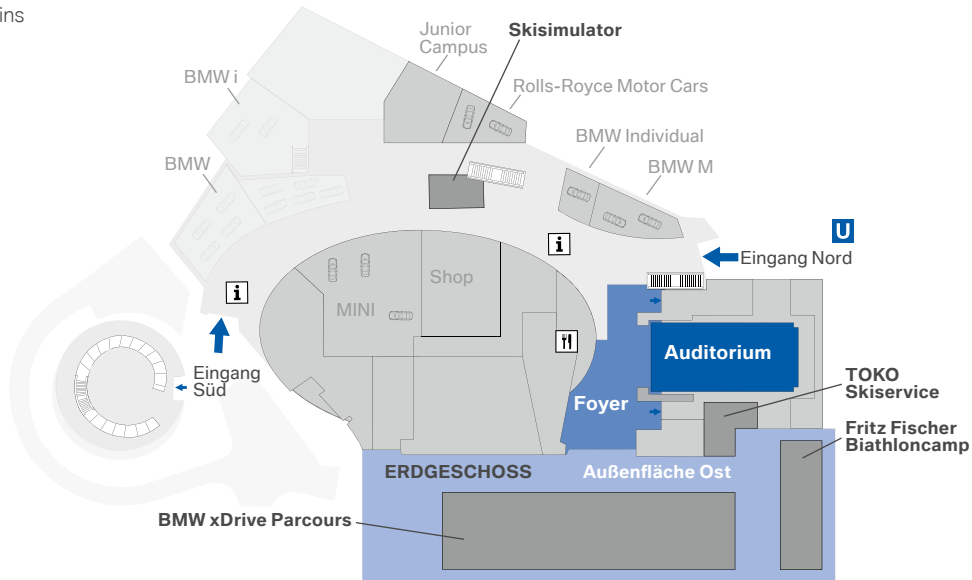 ins
Junior
Campus
Skisimulator
BMW i
Rolls-Royce Motor Cars
BMW Individual
BMW
BMW M
U
i
Eingang Nord
Shop
i
MINI
Auditorium
Eingang
Süd
TOKO
Skiservice
Foyer
Fritz Fischer
Biathloncamp
ERDGESCHOSS
Außenfläche Ost
BMW xDrive Parcours